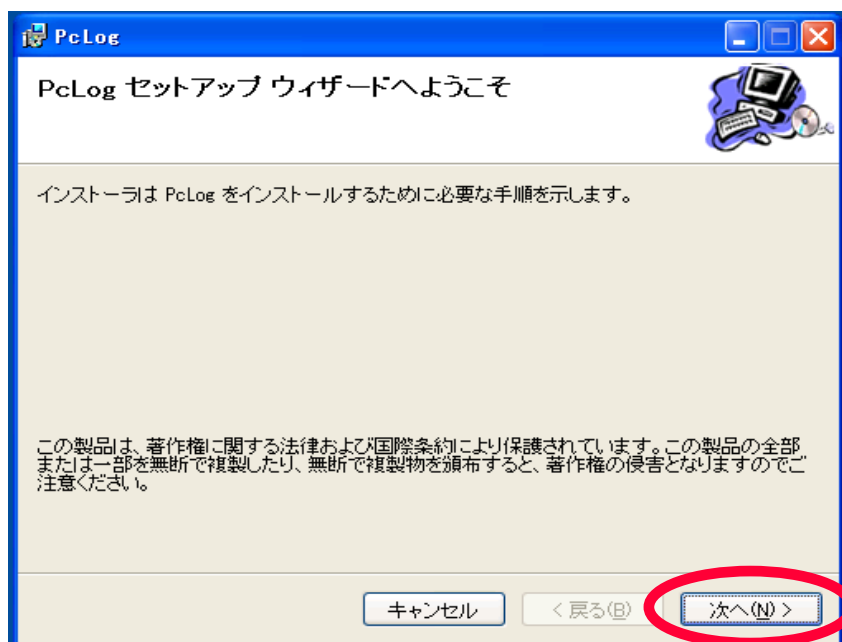 PcLog
PcLog セットアップ ウィザードへようこそ
インストーラは PcLog をインストールするために必要な手順を示します。
この製品は、著作権に関する法律および国際条約により保護されています。この製品の全部
または一部を無断で複製したり、無断で複製物を頒布すると、著作権の侵害となりますのでご
注意ください。
キャンセル
< 戻る(B)
次へ(N) >